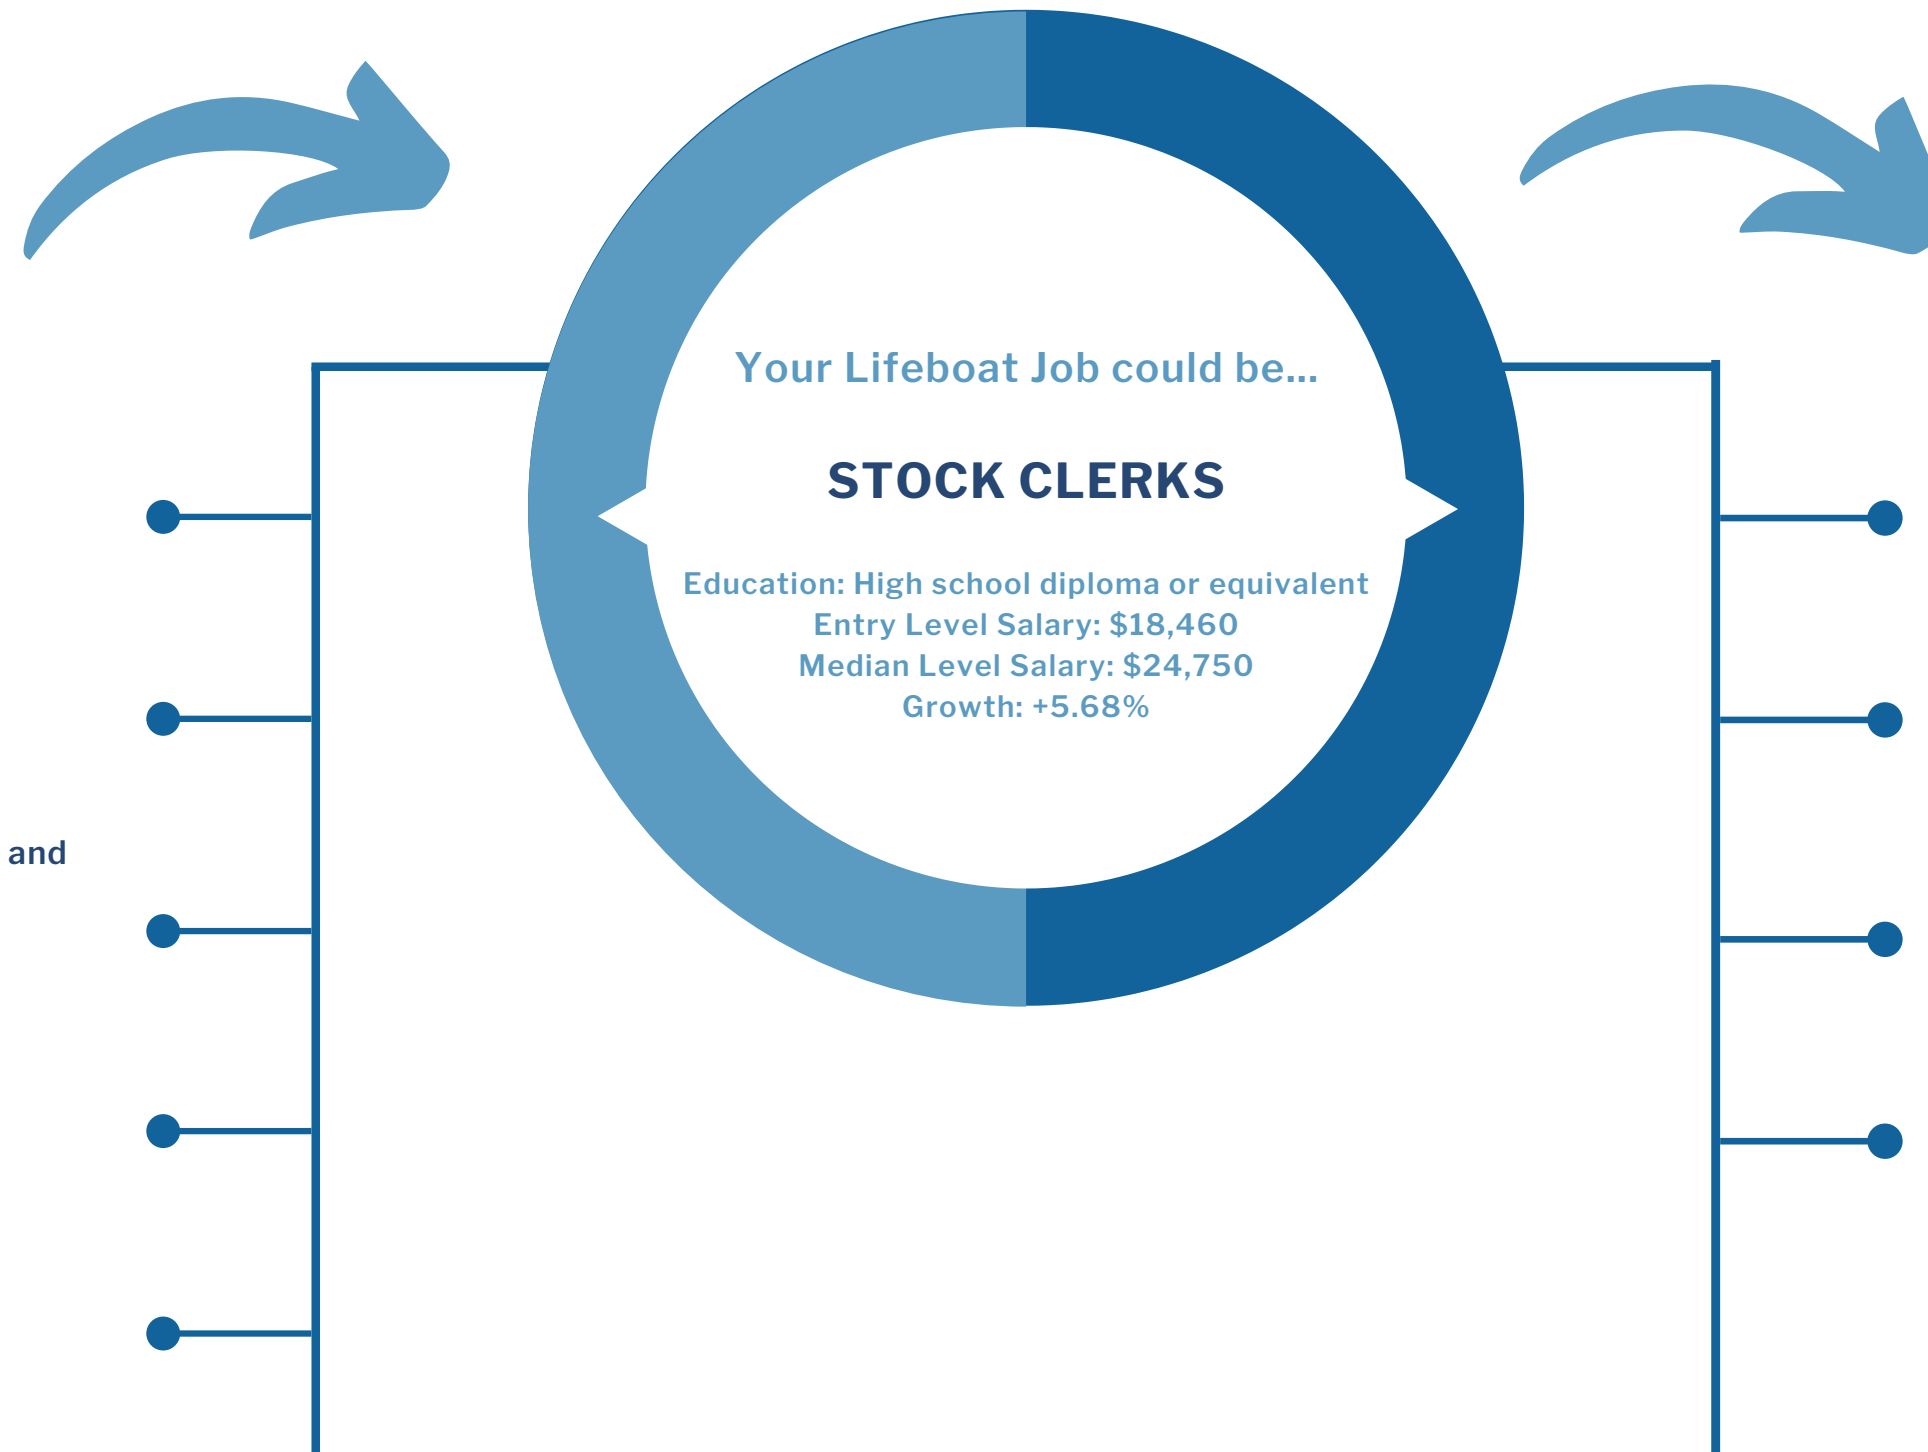 Your Lifeboat Job could be...
STOCK CLERKS
Education: High school diploma or equivalent
Entry Level Salary: $18,460
Median Level Salary: $24,750
Growth: +5.68%
and